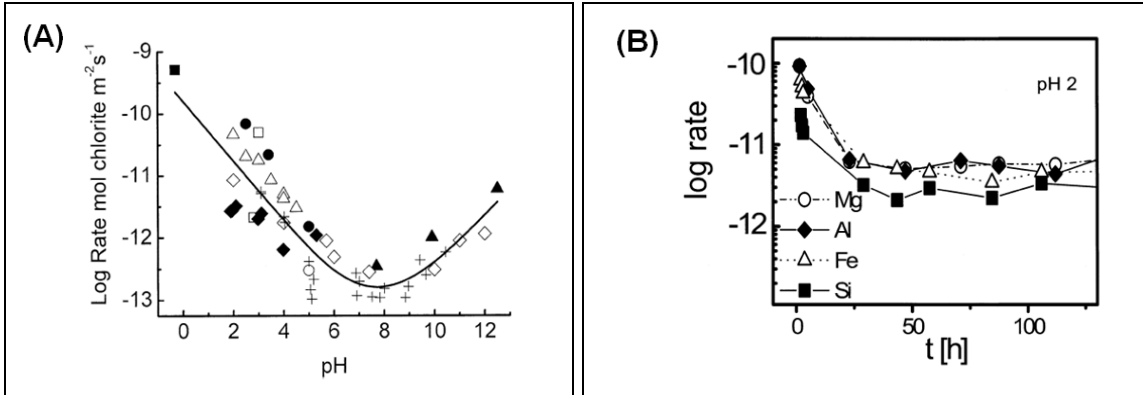 (A)
Log Rate mol chlorite m⁻²s⁻¹
-9
-10
-11
-12
-13
0 2 4 6 8 10 12
pH
(B)
log rate
-10
-11
-12
pH 2
Mg
Al
Fe
Si
0 50 100
t [h]